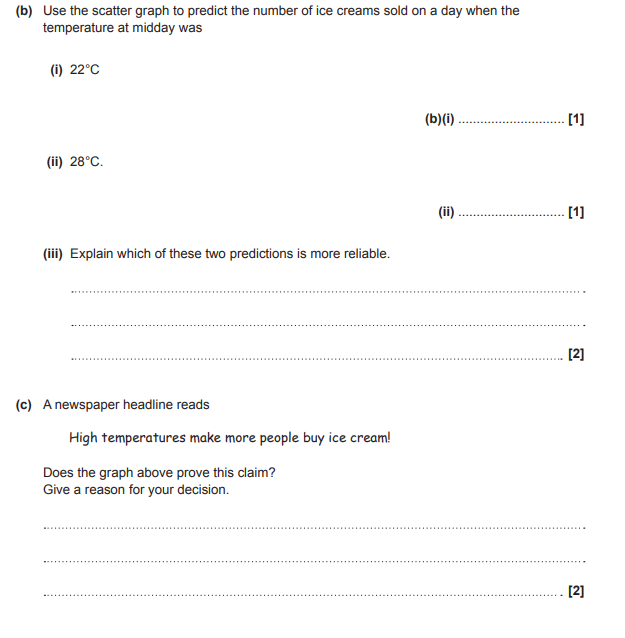 (b) Use the scatter graph to predict the number of ice creams sold on a day when the
temperature at midday was
(i) 22°C
(b)(i) ............................. [1]
(ii) 28°C.
(ii) ............................. [1]
(iii) Explain which of these two predictions is more reliable.
.......................................................................................................................................
.......................................................................................................................................
.................................................................................................................................. [2]
(c) A newspaper headline reads
High temperatures make more people buy ice cream!
Does the graph above prove this claim?
Give a reason for your decision.
..............................................................................................................................................
..............................................................................................................................................
......................................................................................................................................... [2]